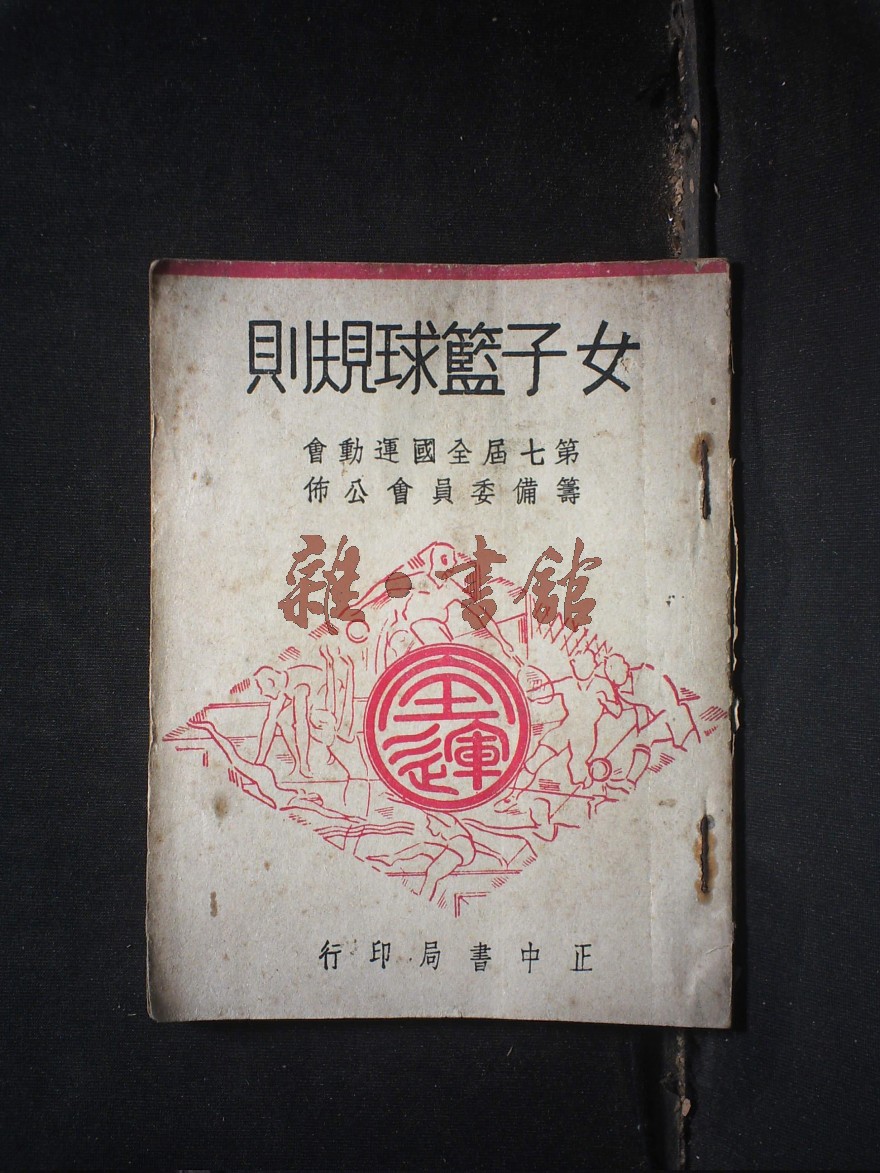 女子籃球規則
第七屆全國運動會
籌備委員會公佈
雜·書館
全運
正中書局印行